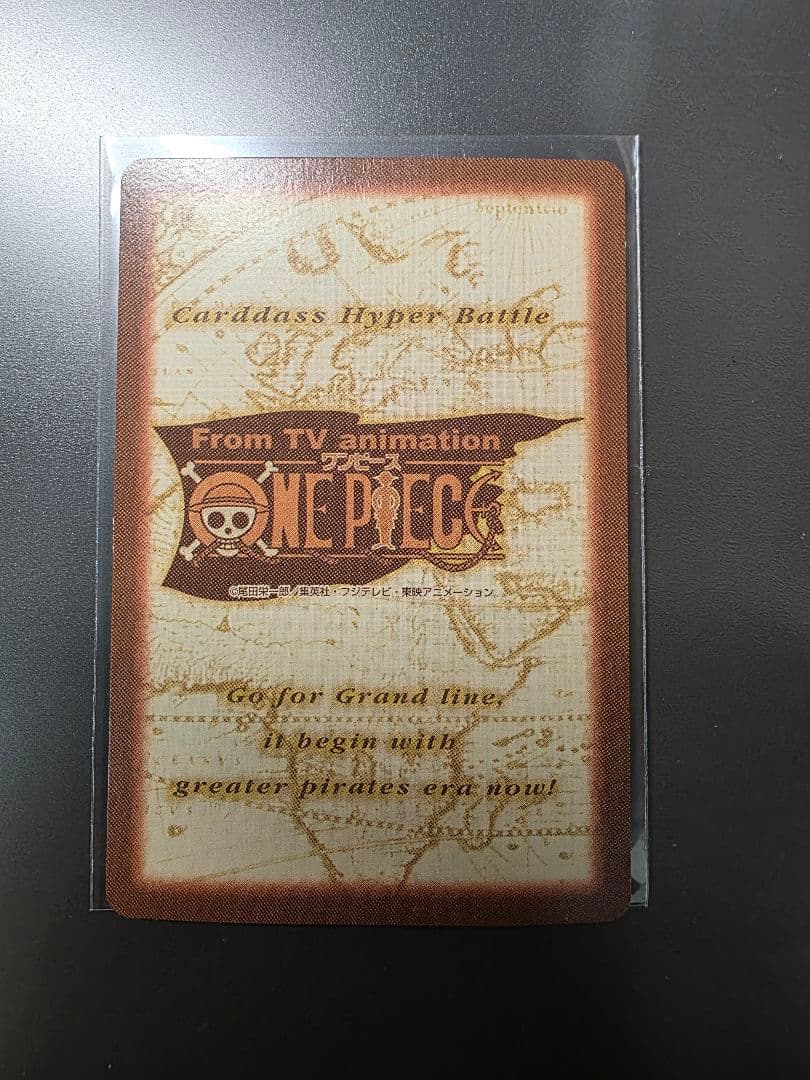 Septentrio
Carddass Hyper Battle
From TV animation
ワンピース
ONE PIECE
©尾田栄一郎／集英社・フジテレビ・東映アニメーション
Go for Grand line,
it begin with
greater pirates era now!